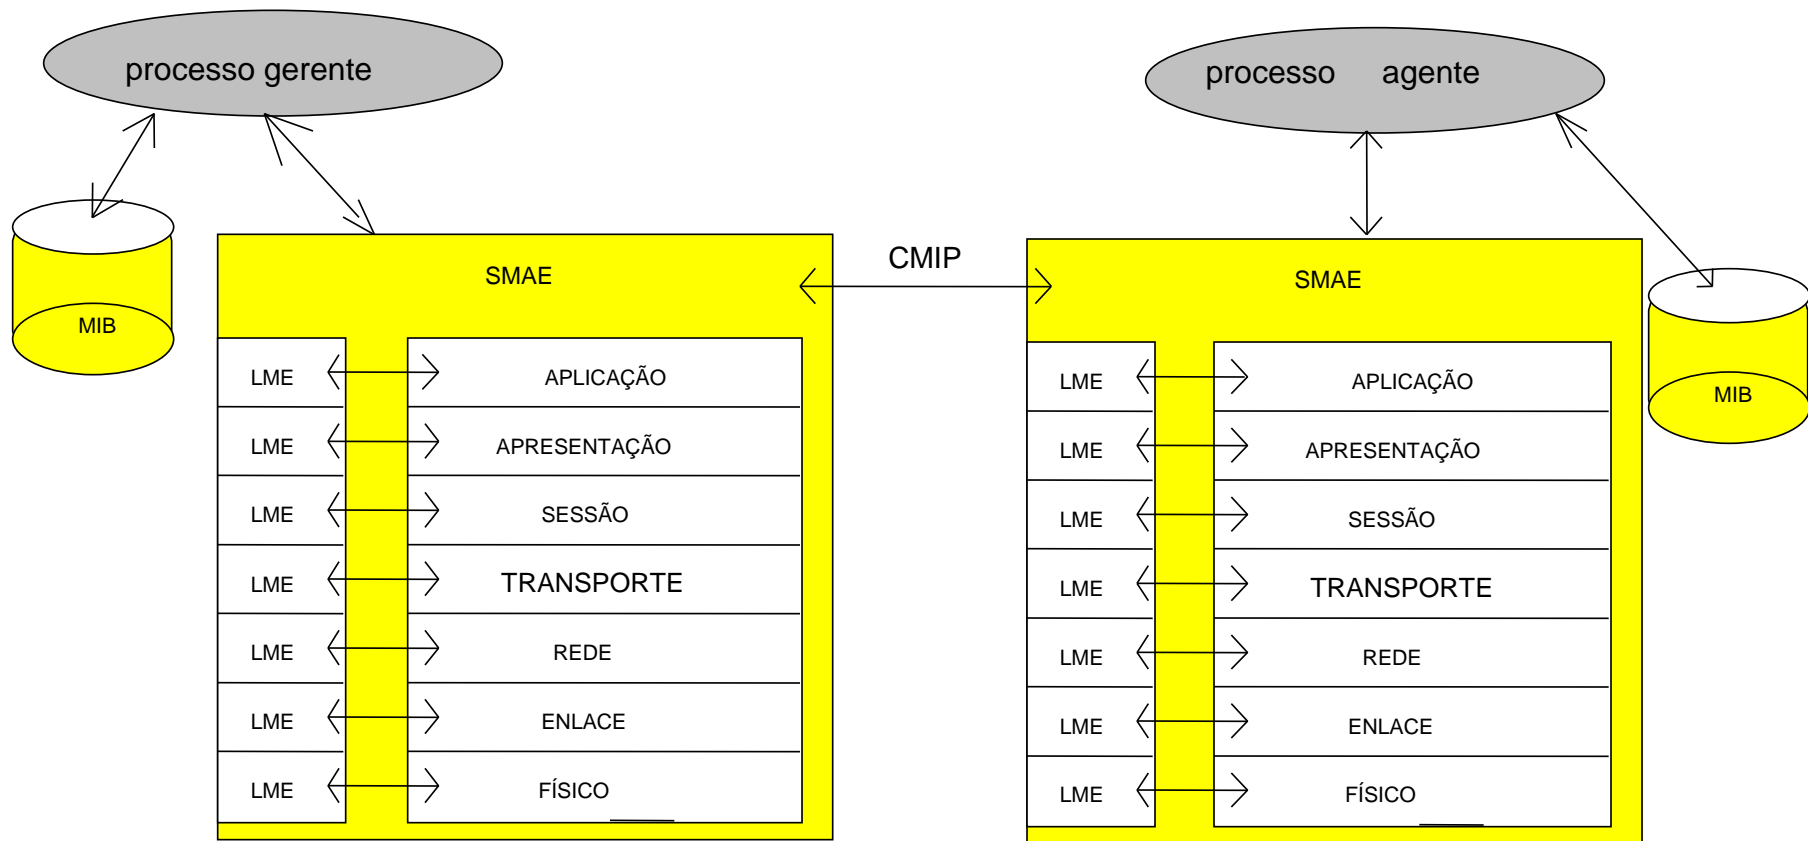 processo gerente
processo agente
CMIP
SMAE
SMAE
MIB
MIB
LME APLICAÇÃO
LME APRESENTAÇÃO
LME SESSÃO
LME TRANSPORTE
LME REDE
LME ENLACE
LME FÍSICO
LME APLICAÇÃO
LME APRESENTAÇÃO
LME SESSÃO
LME TRANSPORTE
LME REDE
LME ENLACE
LME FÍSICO